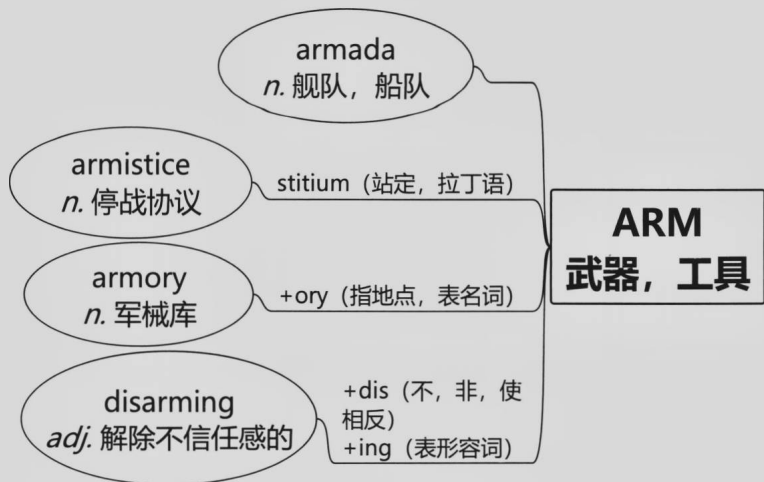 armada
n. 舰队，船队
armistice
n. 停战协议
stitium（站定，拉丁语）
ARM
武器，工具
armory
n. 军械库
+ory（指地点，表名词）
disarming
adj. 解除不信任感的
+dis（不，非，使
相反）
+ing（表形容词）